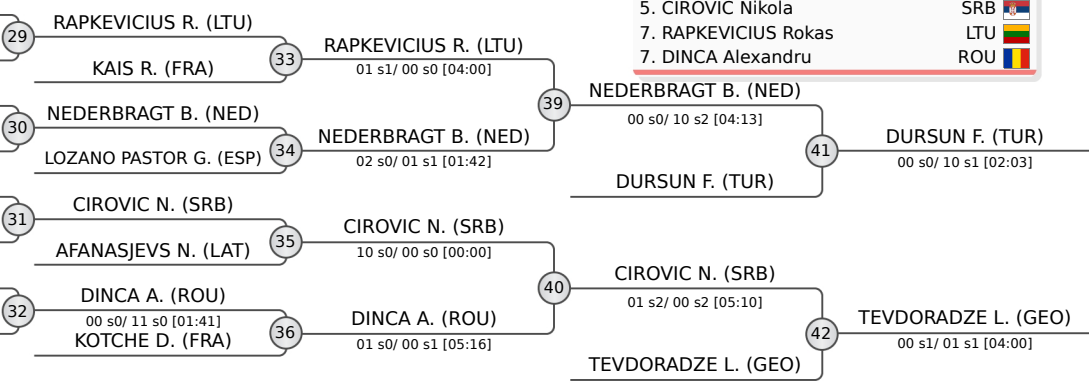 5. CIROVIC Nikola SRB
7. RAPKEVICIUS Rokas LTU
7. DINCA Alexandru ROU
29
RAPKEVICIUS R. (LTU)
KAIS R. (FRA)
33
RAPKEVICIUS R. (LTU)
01 s1/ 00 s0 [04:00]
30
NEDERBRAGT B. (NED)
LOZANO PASTOR G. (ESP)
34
NEDERBRAGT B. (NED)
02 s0/ 01 s1 [01:42]
39
NEDERBRAGT B. (NED)
00 s0/ 10 s2 [04:13]
DURSUN F. (TUR)
41
DURSUN F. (TUR)
00 s0/ 10 s1 [02:03]
31
CIROVIC N. (SRB)
AFANASJEVS N. (LAT)
35
CIROVIC N. (SRB)
10 s0/ 00 s0 [00:00]
32
DINCA A. (ROU)
00 s0/ 11 s0 [01:41]
KOTCHE D. (FRA)
36
DINCA A. (ROU)
01 s0/ 00 s1 [05:16]
40
CIROVIC N. (SRB)
01 s2/ 00 s2 [05:10]
TEVDORADZE L. (GEO)
42
TEVDORADZE L. (GEO)
00 s1/ 01 s1 [04:00]